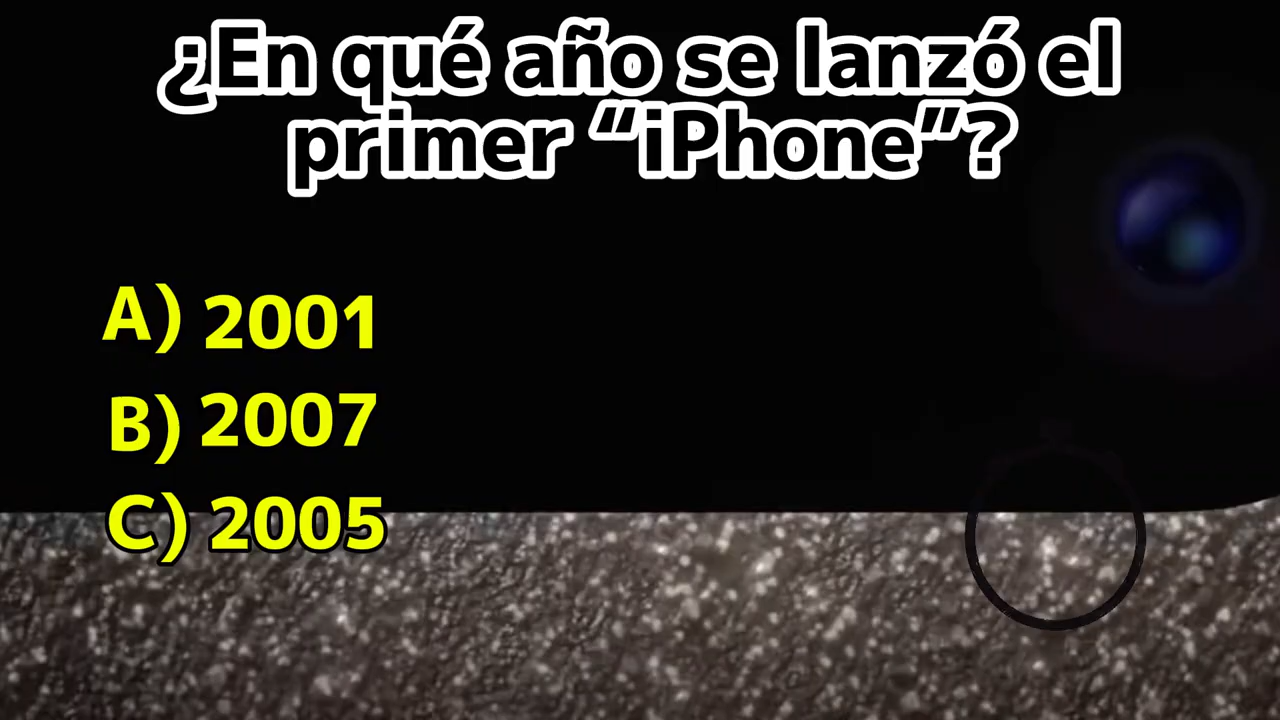 ¿En qué año se lanzó el
primer “iPhone”?
A) 2001
B) 2007
C) 2005